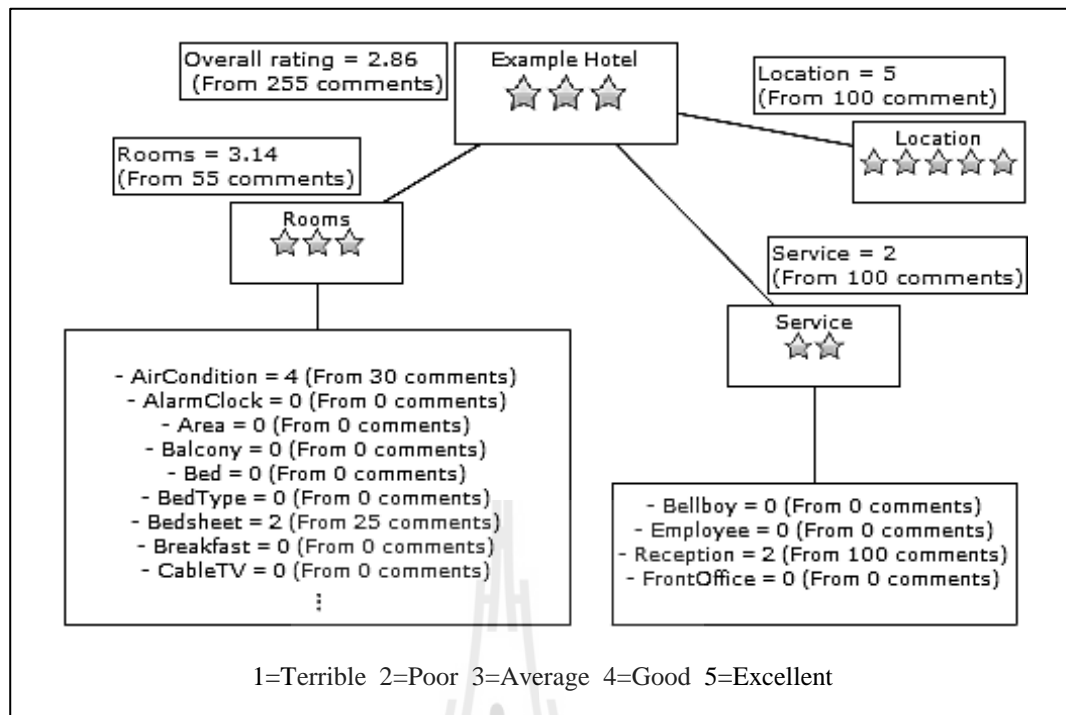 Overall rating = 2.86
(From 255 comments)
Example Hotel
Location = 5
(From 100 comment)
Location
Rooms = 3.14
(From 55 comments)
Rooms
Service = 2
(From 100 comments)
Service
- AirCondition = 4 (From 30 comments)
- AlarmClock = 0 (From 0 comments)
- Area = 0 (From 0 comments)
- Balcony = 0 (From 0 comments)
- Bed = 0 (From 0 comments)
- BedType = 0 (From 0 comments)
- Bedsheet = 2 (From 25 comments)
- Breakfast = 0 (From 0 comments)
- CableTV = 0 (From 0 comments)
⋮
- Bellboy = 0 (From 0 comments)
- Employee = 0 (From 0 comments)
- Reception = 2 (From 100 comments)
- FrontOffice = 0 (From 0 comments)
1=Terrible 2=Poor 3=Average 4=Good 5=Excellent